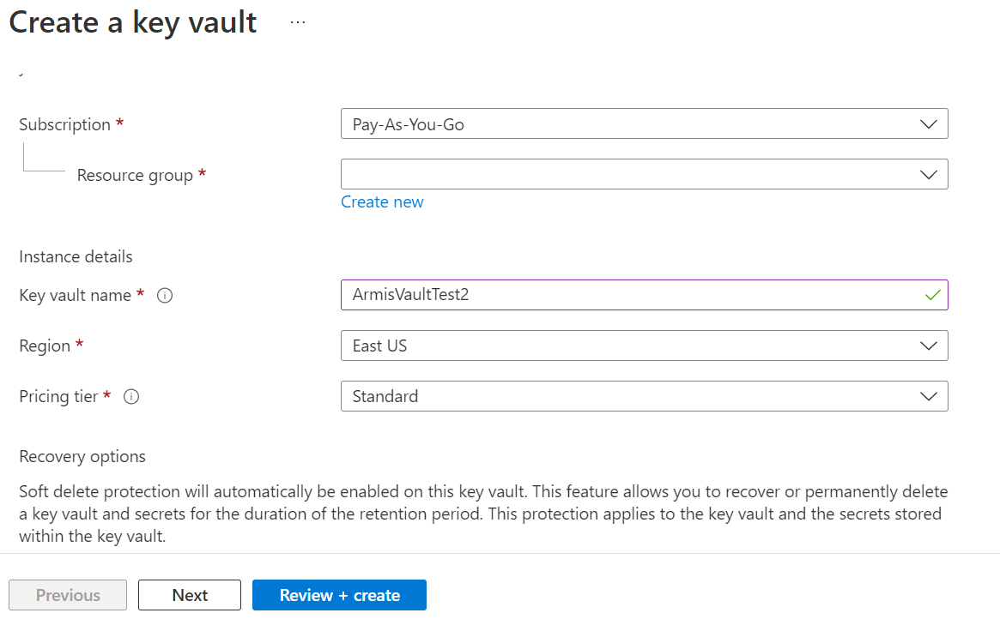 Create a key vault ...
Subscription *
Pay-As-You-Go
Resource group *
Create new
Instance details
Key vault name *
ArmisVaultTest2
Region *
East US
Pricing tier *
Standard
Recovery options
Soft delete protection will automatically be enabled on this key vault. This feature allows you to recover or permanently delete
a key vault and secrets for the duration of the retention period. This protection applies to the key vault and the secrets stored
within the key vault.
Previous
Next
Review + create